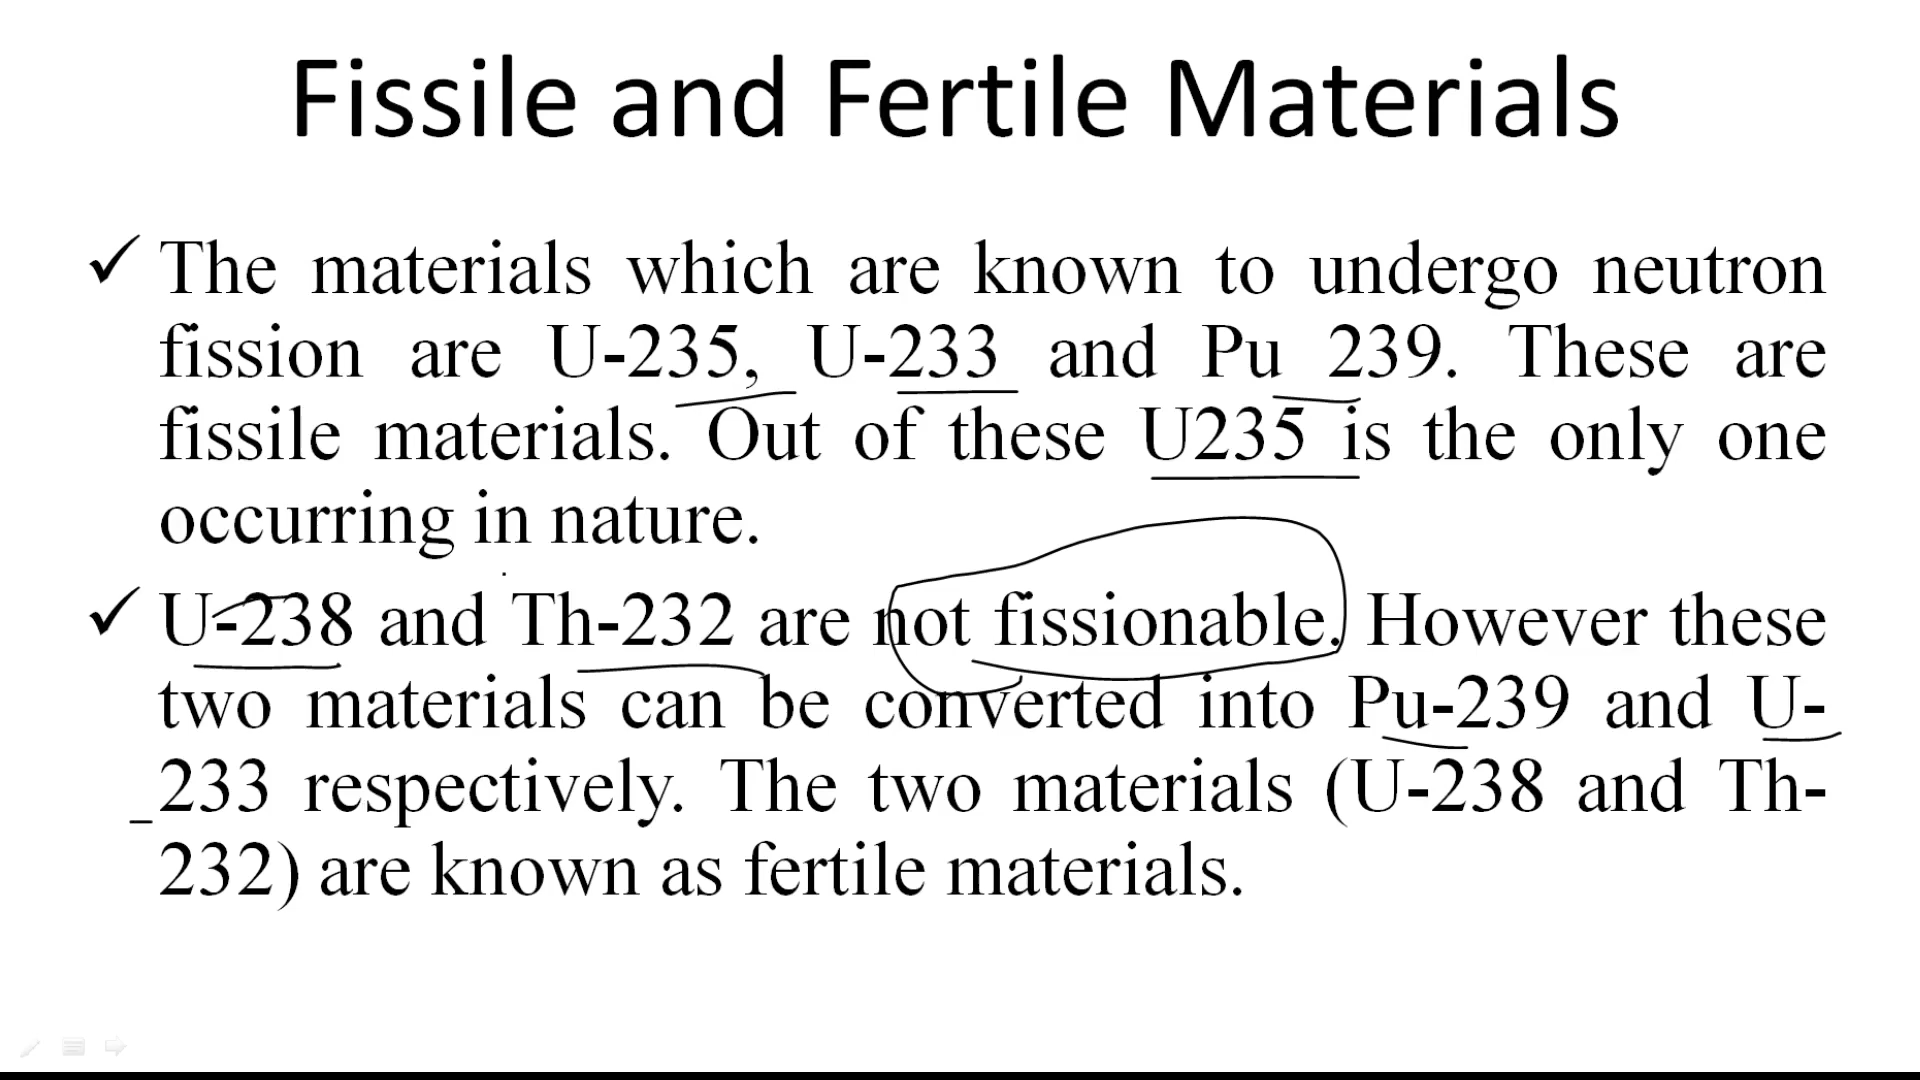 Fissile and Fertile Materials
✓ The materials which are known to undergo neutron
fission are U-235, U-233 and Pu 239. These are
fissile materials. Out of these U235 is the only one
occurring in nature.
✓ U-238 and Th-232 are not fissionable. However these
two materials can be converted into Pu-239 and U-
233 respectively. The two materials (U-238 and Th-
232) are known as fertile materials.